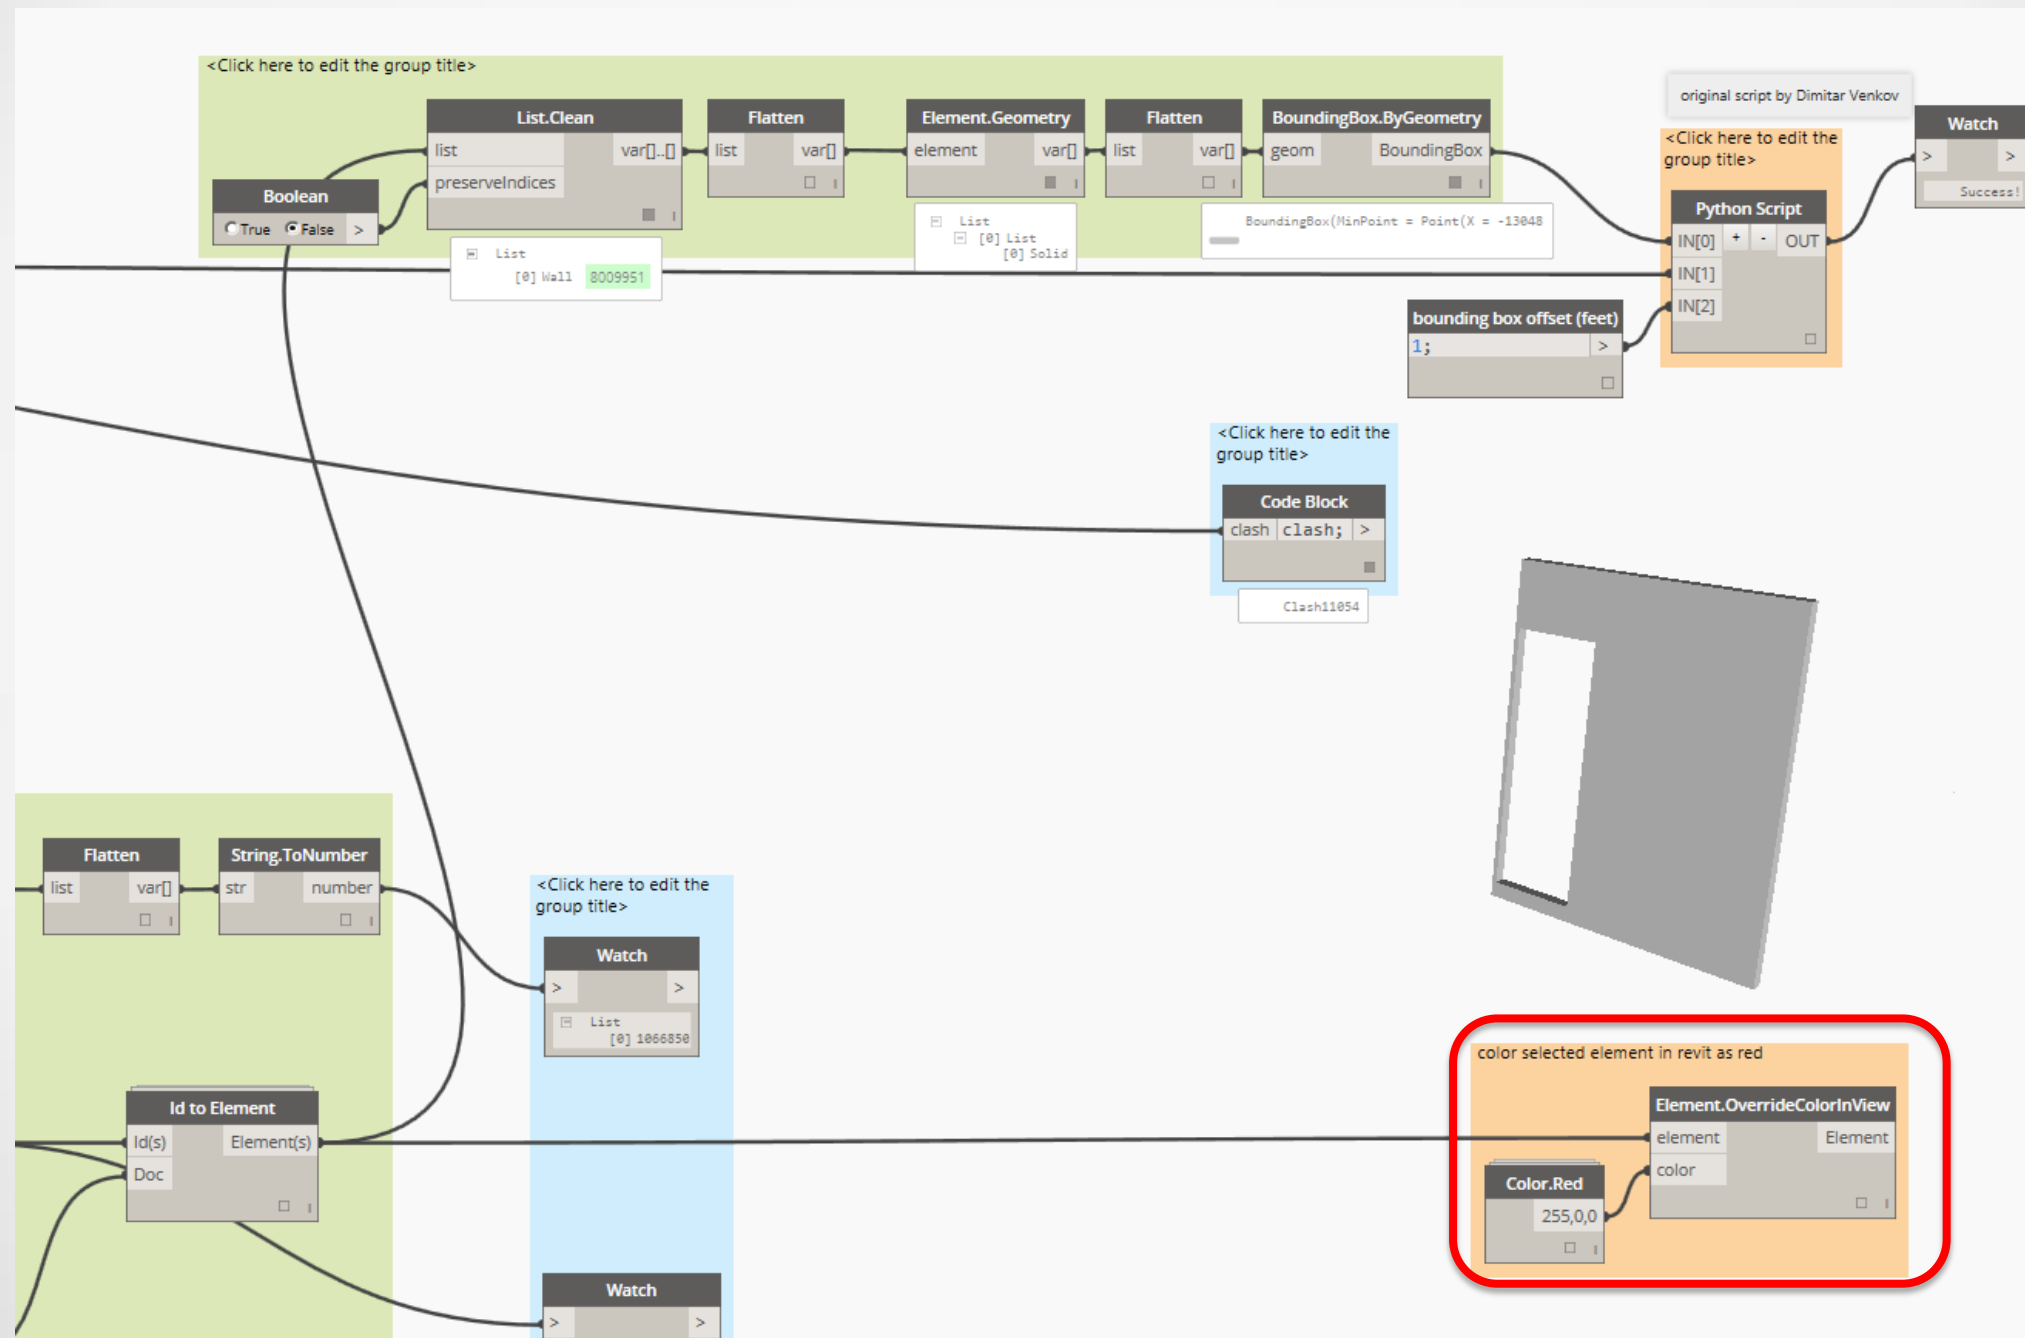 <Click here to edit the group title>
List.Clean
list var[]..[]
preserveIndices
Boolean
True False >
List
[0] Wall 8009951
Flatten
list var[]
Element.Geometry
element var[]
List
[0] List
[0] Solid
Flatten
list var[]
BoundingBox.ByGeometry
geom BoundingBox
BoundingBox(MinPoint = Point(X = -13048
original script by Dimitar Venkov
<Click here to edit the
group title>
Python Script
IN[0] + - OUT
IN[1]
IN[2]
Watch
> >
Success!
bounding box offset (feet)
1; >
<Click here to edit the
group title>
Code Block
clash clash; >
Clash11054
Flatten
list var[]
String.ToNumber
str number
<Click here to edit the
group title>
Watch
> >
List
[0] 1066850
Id to Element
Id(s) Element(s)
Doc
Watch
> >
color selected element in revit as red
Element.OverrideColorInView
element Element
color
Color.Red
255,0,0